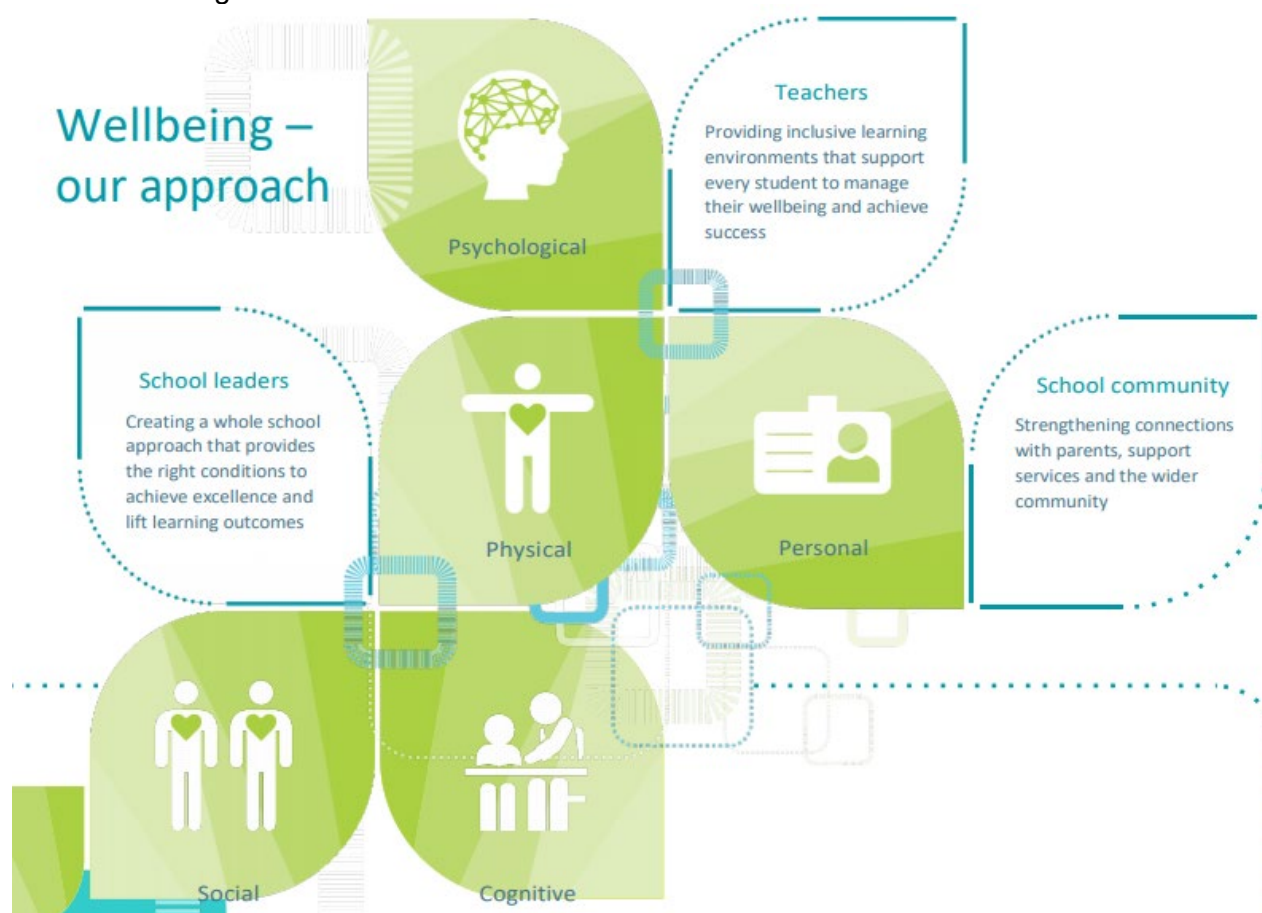 Wellbeing –
our approach
Psychological
Teachers
Providing inclusive learning
environments that support
every student to manage
their wellbeing and achieve
success
School leaders
Creating a whole school
approach that provides
the right conditions to
achieve excellence and
lift learning outcomes
Physical
Personal
School community
Strengthening connections
with parents, support
services and the wider
community
Social
Cognitive